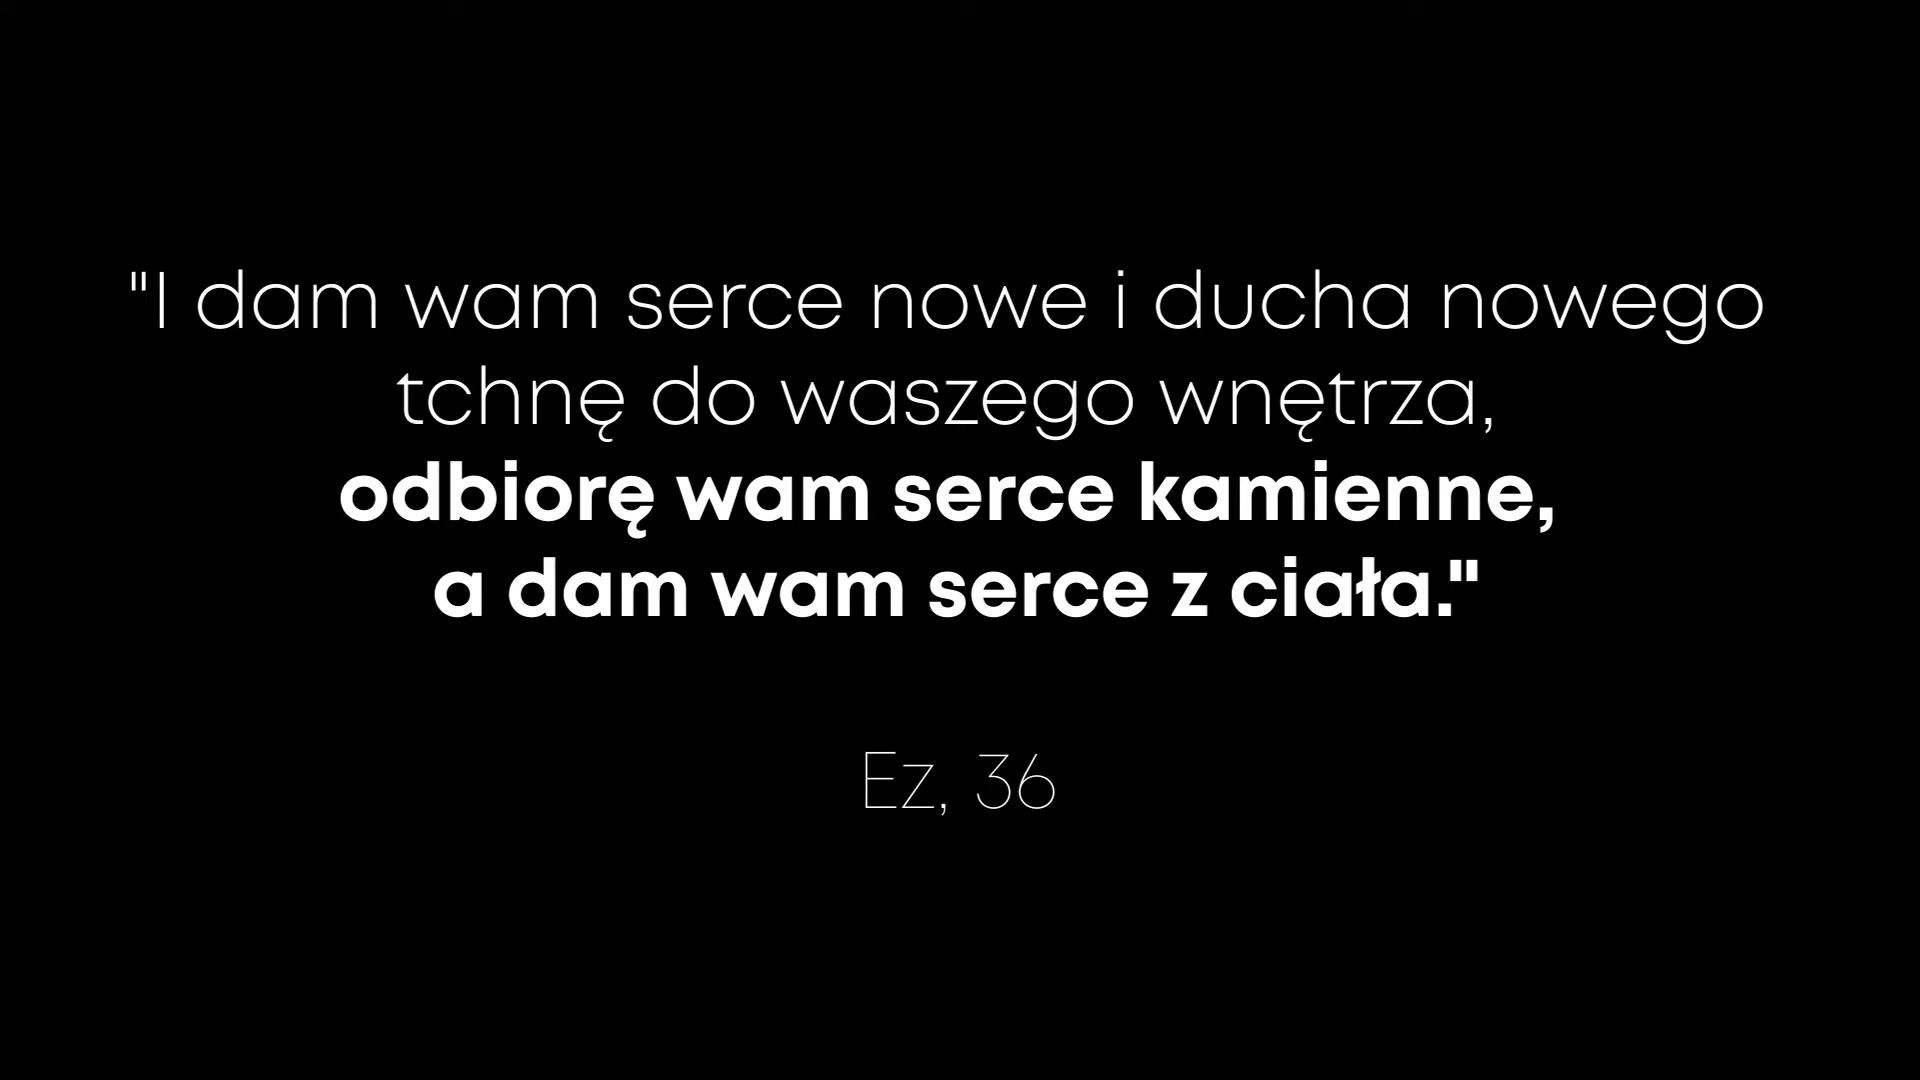 "I dam wam serce nowe i ducha nowego
tchnę do waszego wnętrza,
odbiorę wam serce kamienne,
a dam wam serce z ciała."
Ez, 36